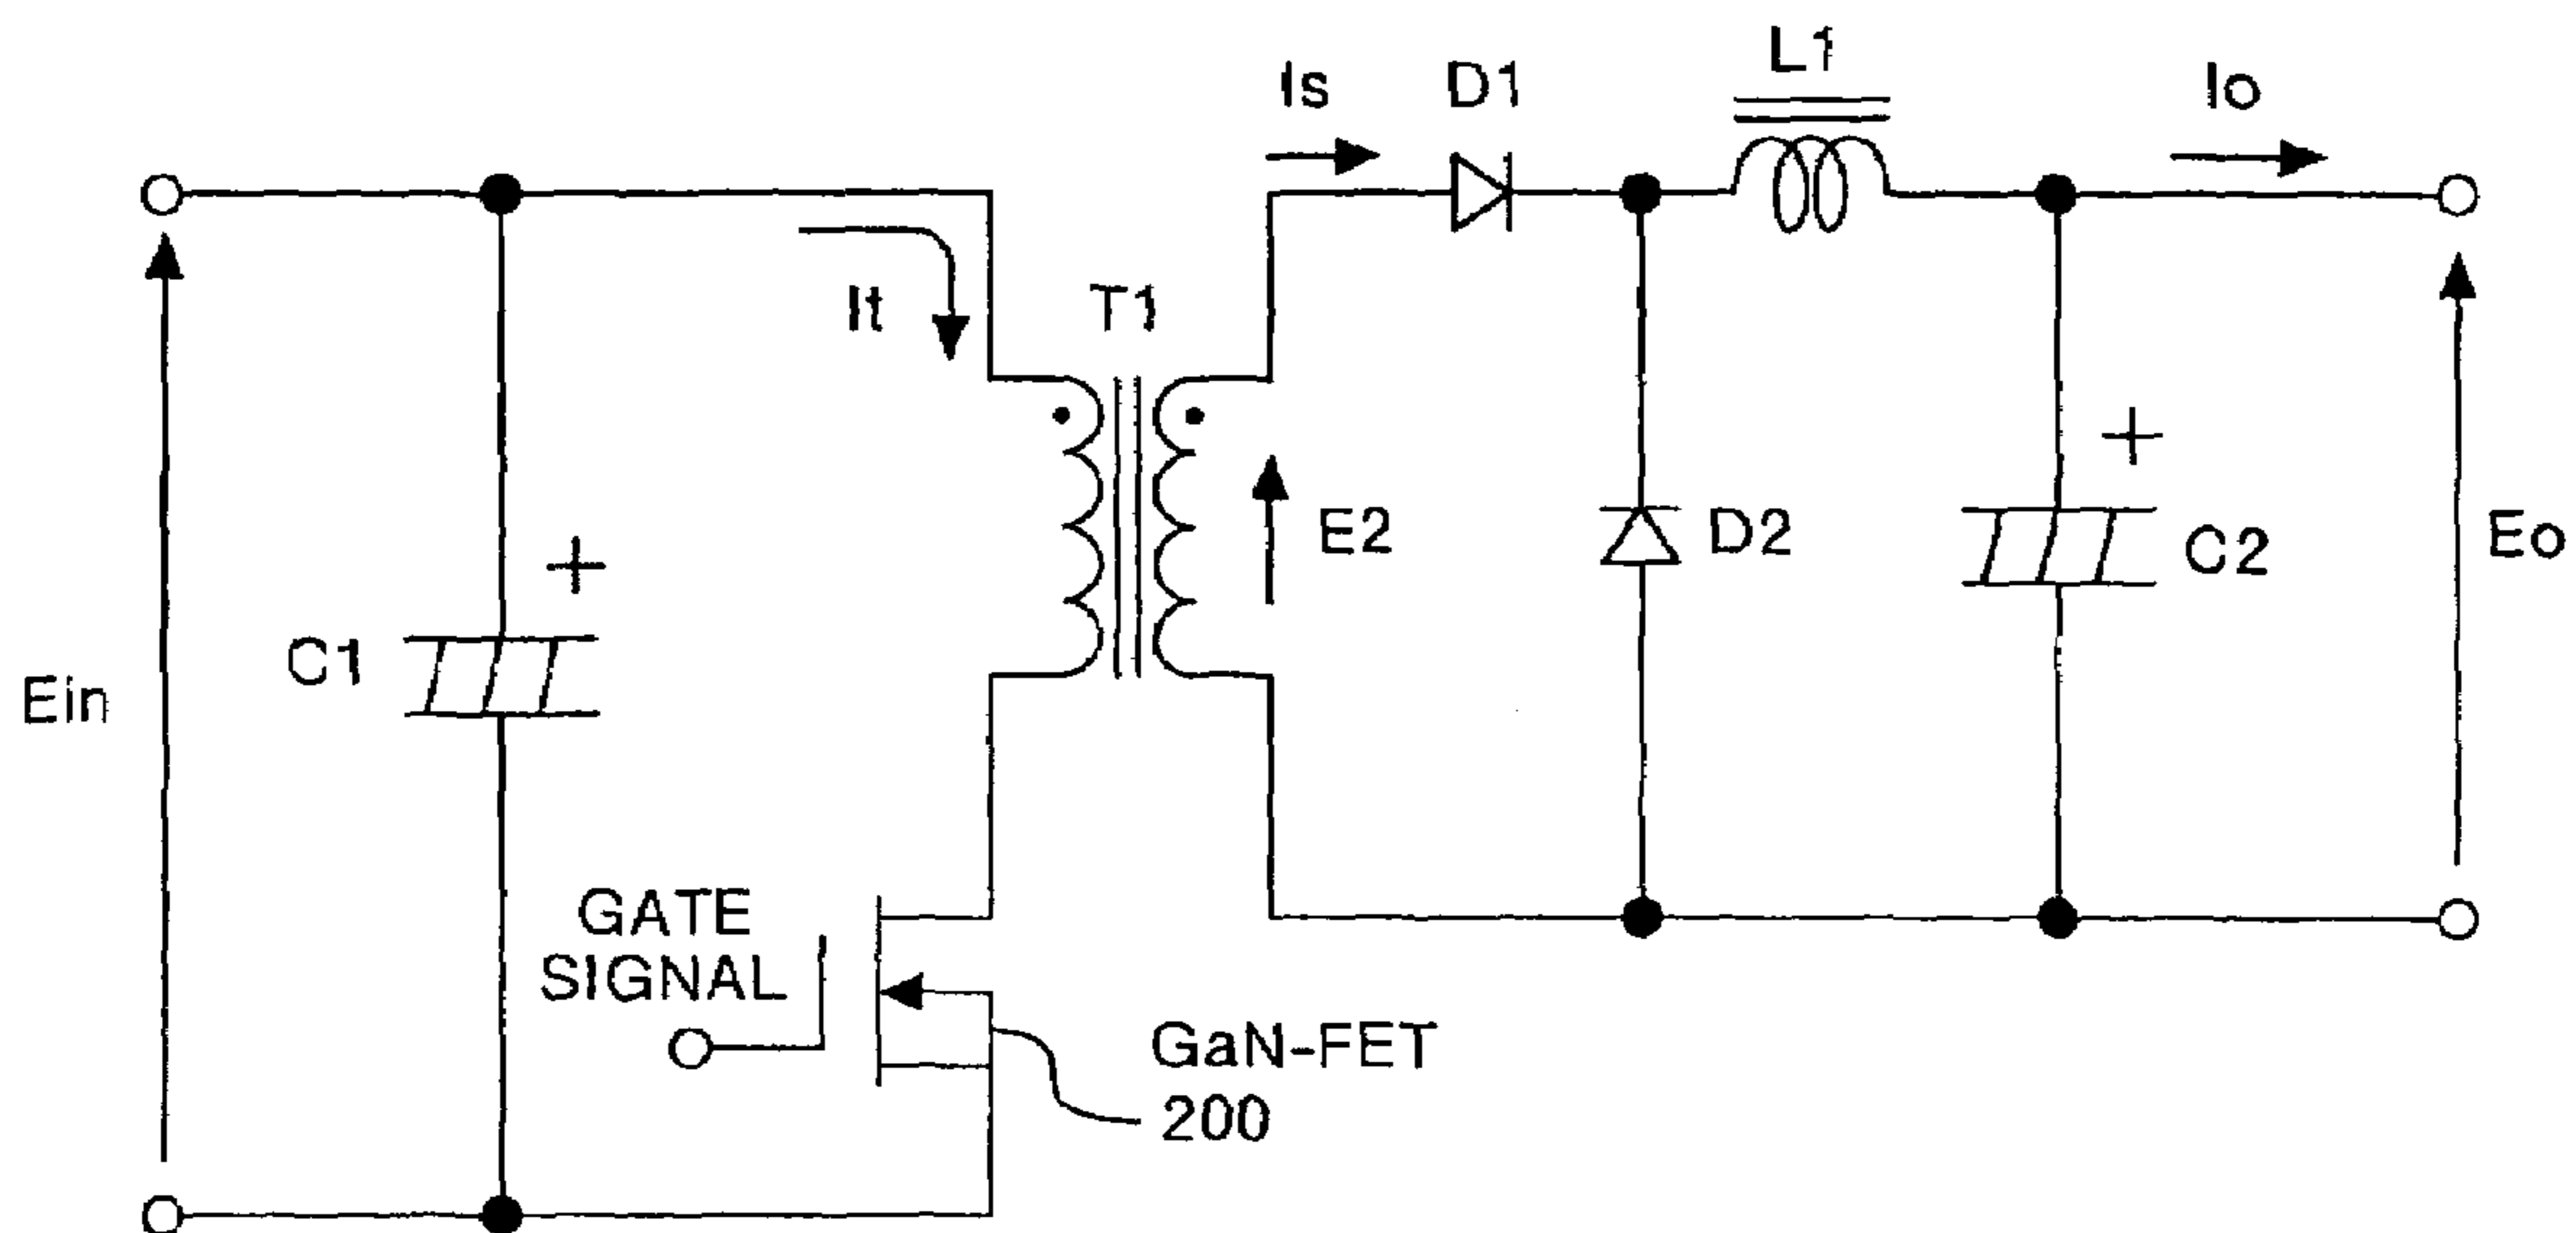 L1
Is
D1
Io
It
T1
+
E2
D2
C2
Eo
+
C1
Ein
GATE
SIGNAL
GaN-FET
200